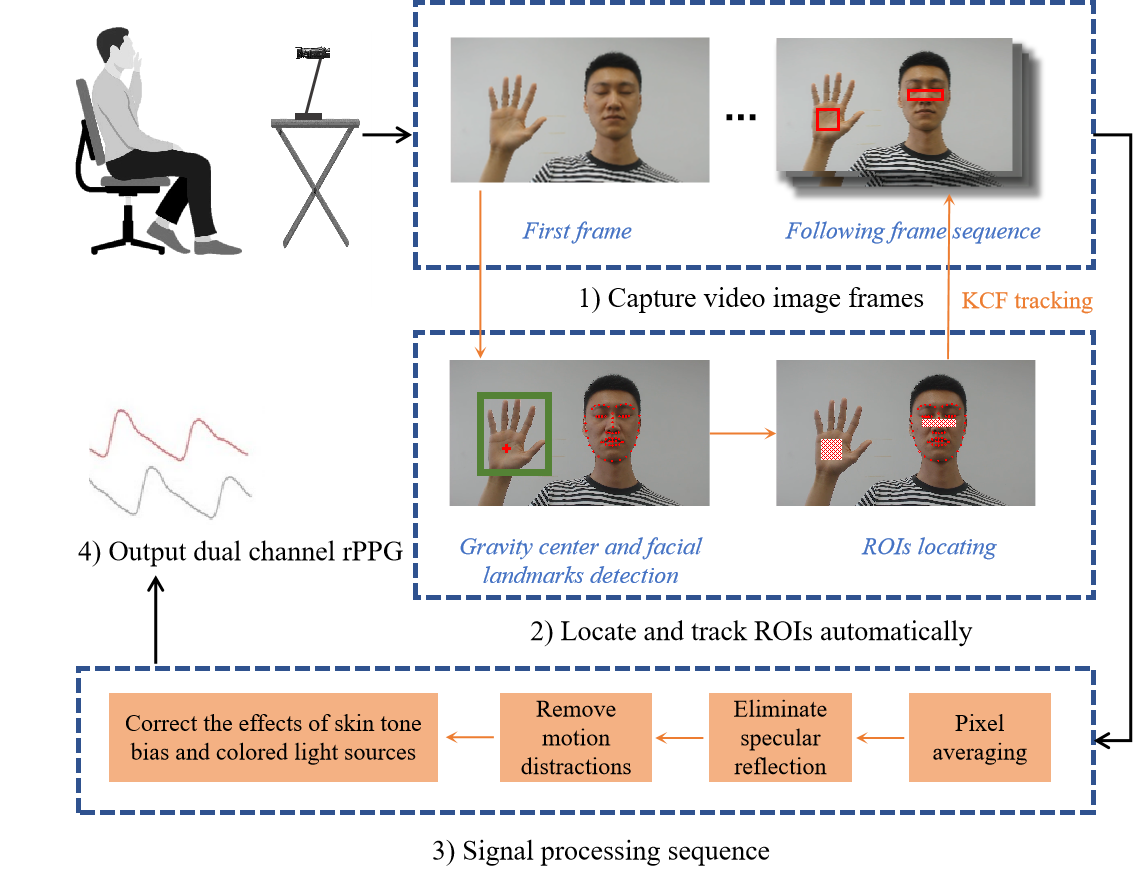 ...
First frame
Following frame sequence
1) Capture video image frames
KCF tracking
Gravity center and facial
landmarks detection
ROIs locating
2) Locate and track ROIs automatically
4) Output dual channel rPPG
Correct the effects of skin tone
bias and colored light sources
Remove
motion
distractions
Eliminate
specular
reflection
Pixel
averaging
3) Signal processing sequence